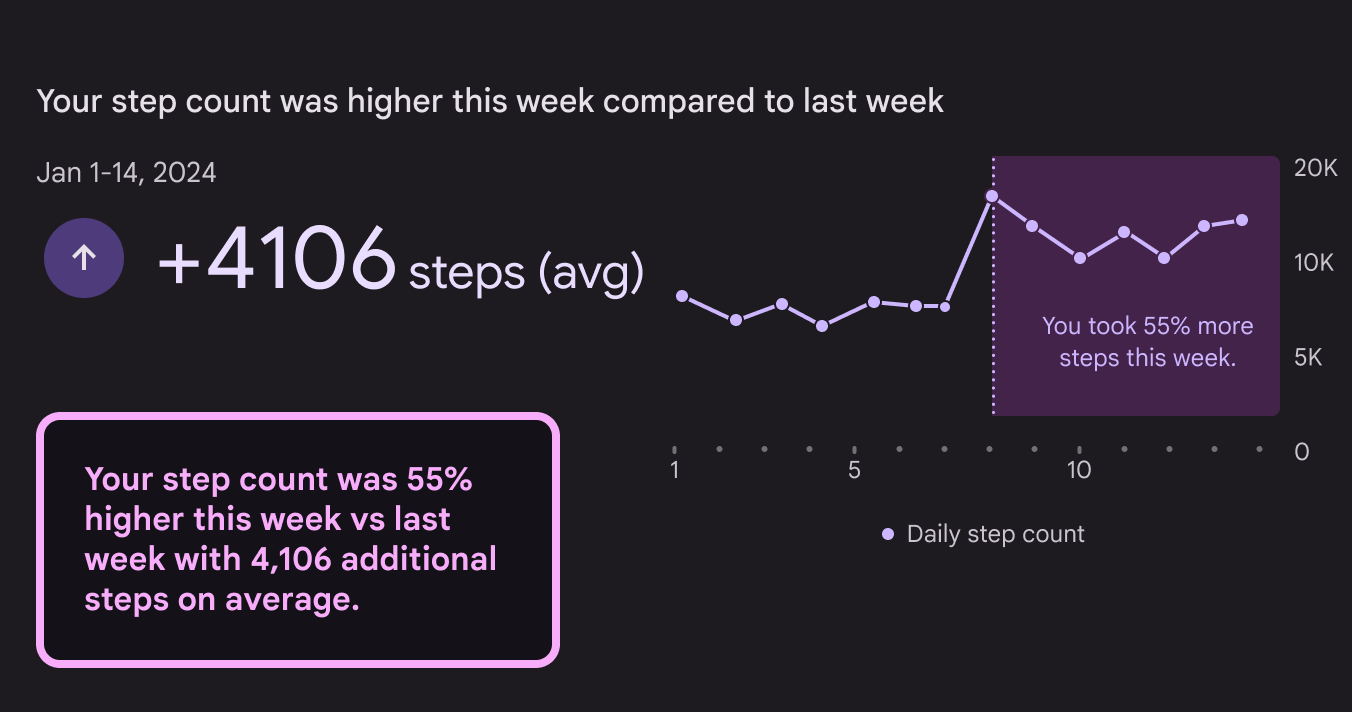 Your step count was higher this week compared to last week
Jan 1-14, 2024
+4106 steps (avg)
Your step count was 55%
higher this week vs last
week with 4,106 additional
steps on average.
20K
10K
5K
0
You took 55% more
steps this week.
1 5 10
Daily step count